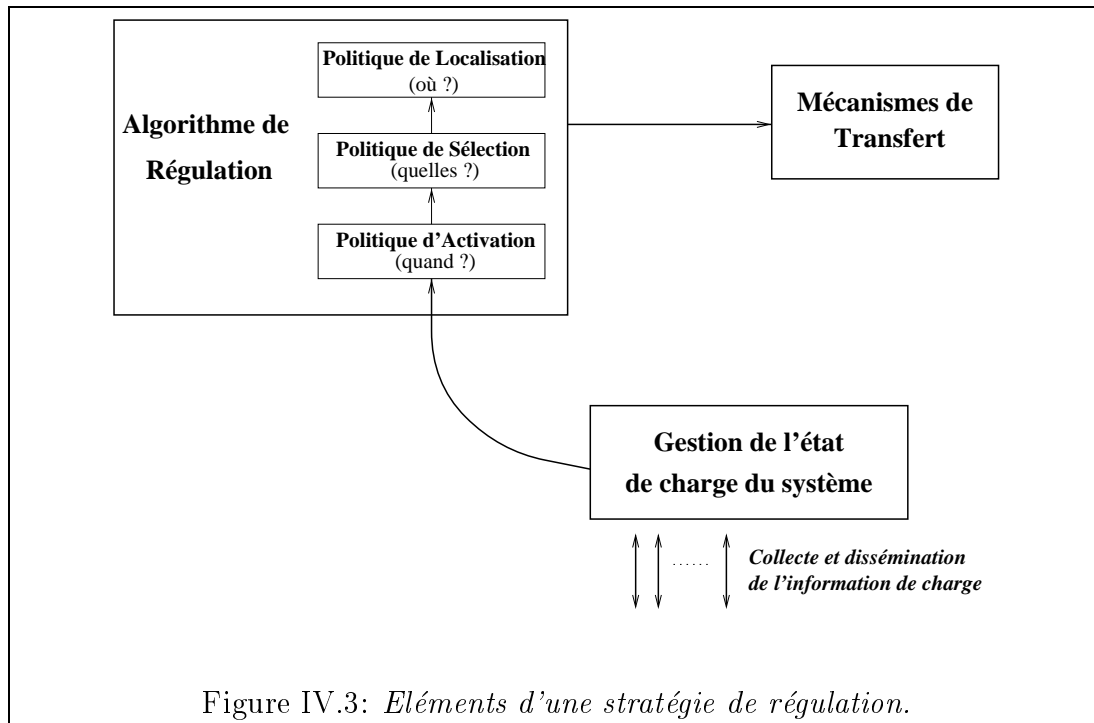 Politique de Localisation
(où ?)
Algorithme de
Régulation
Politique de Sélection
(quelles ?)
Politique d'Activation
(quand ?)
Mécanismes de
Transfert
Gestion de l'état
de charge du système
......
Collecte et dissémination
de l'information de charge
Figure IV.3: Eléments d'une stratégie de régulation.